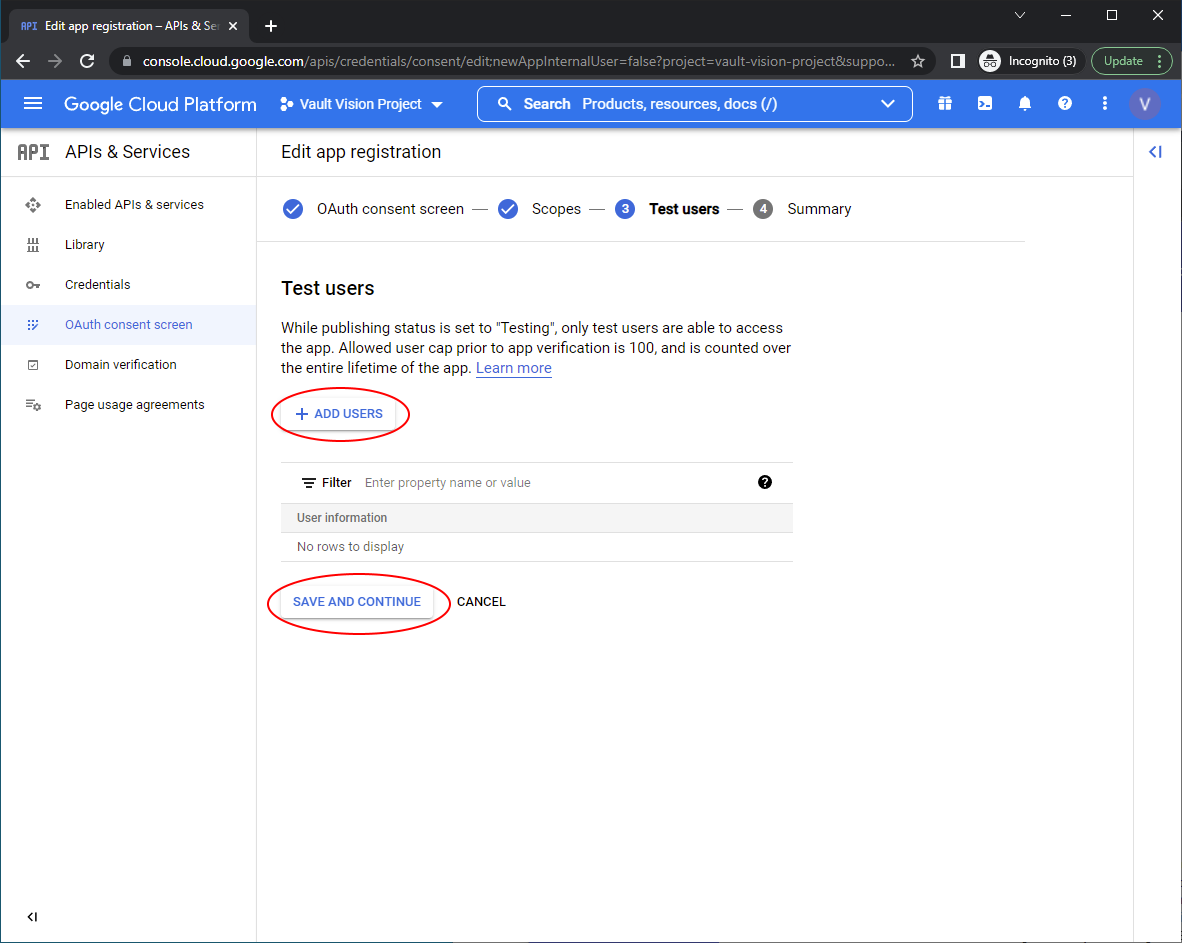 API Edit app registration – APIs & Se
console.cloud.google.com/apis/credentials/consent/edit;newAppInternalUser=false?project=vault-vision-project&suppo...
Incognito (3)
Update
Google Cloud Platform
Vault Vision Project
Search Products, resources, docs (/)
V
API APIs & Services
Edit app registration
Enabled APIs & services
Library
Credentials
OAuth consent screen
Domain verification
Page usage agreements
OAuth consent screen — Scopes — 3 Test users — 4 Summary
Test users
While publishing status is set to "Testing", only test users are able to access
the app. Allowed user cap prior to app verification is 100, and is counted over
the entire lifetime of the app. Learn more
+ ADD USERS
Filter Enter property name or value
User information
No rows to display
SAVE AND CONTINUE CANCEL